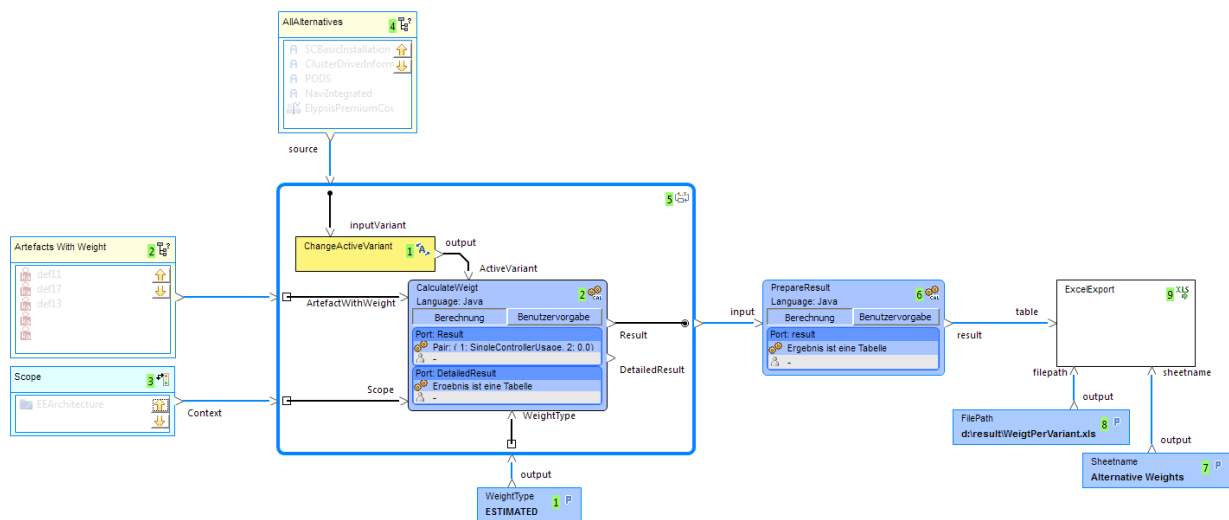 AllAlternatives
4
SCBasicInstallation
ClusterDriverInform
PODS
NaviIntegrated
ElypsisPremiumCou
source
5
inputVariant
ChangeActiveVariant
1
output
ActiveVariant
Artefacts With Weight
2
def11
def17
def13
ArtefactWithWeight
CalculateWeigt
2
CAL
Language: Java
Berechnung
Benutzervorgabe
Port: Result
Pair: ( 1: SingleControllerUsage, 2: 0.0)
-
Port: DetailedResult
Ergebnis ist eine Tabelle
-
Result
DetailedResult
input
PrepareResult
6
CAL
Language: Java
Berechnung
Benutzervorgabe
Port: result
Ergebnis ist eine Tabelle
-
result
table
ExcelExport
9
XLS
filepath
sheetname
Scope
3
EEArchitecture
Context
Scope
WeightType
output
output
FilePath
8
P
d:\result\WeigtPerVariant.xls
output
Sheetname
7
P
Alternative Weights
WeightType
1
P
ESTIMATED